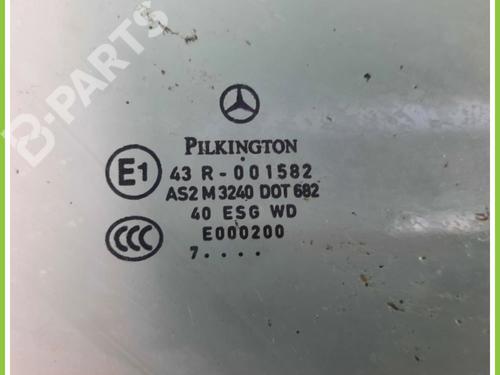 B-PARTS
PILKINGTON
E1
43 R - 001582
AS2 M 3240 DOT 682
CCC
40 ESG WD
E000200
7 . . . .